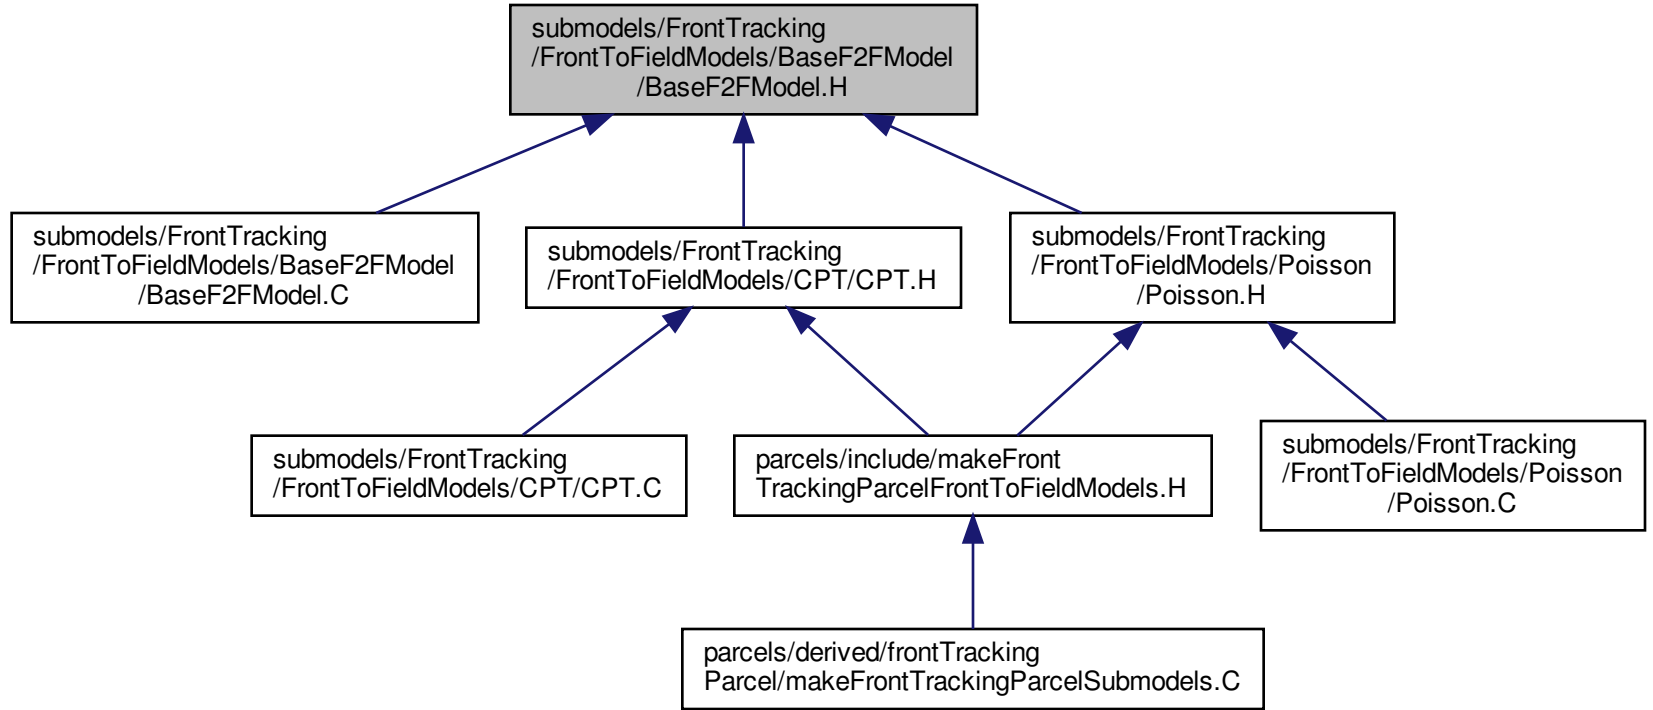 submodels/FrontTracking
/FrontToFieldModels/BaseF2FModel
/BaseF2FModel.H
submodels/FrontTracking
/FrontToFieldModels/BaseF2FModel
/BaseF2FModel.C
submodels/FrontTracking
/FrontToFieldModels/CPT/CPT.H
submodels/FrontTracking
/FrontToFieldModels/Poisson
/Poisson.H
submodels/FrontTracking
/FrontToFieldModels/CPT/CPT.C
parcels/include/makeFront
TrackingParcelFrontToFieldModels.H
submodels/FrontTracking
/FrontToFieldModels/Poisson
/Poisson.C
parcels/derived/frontTracking
Parcel/makeFrontTrackingParcelSubmodels.C